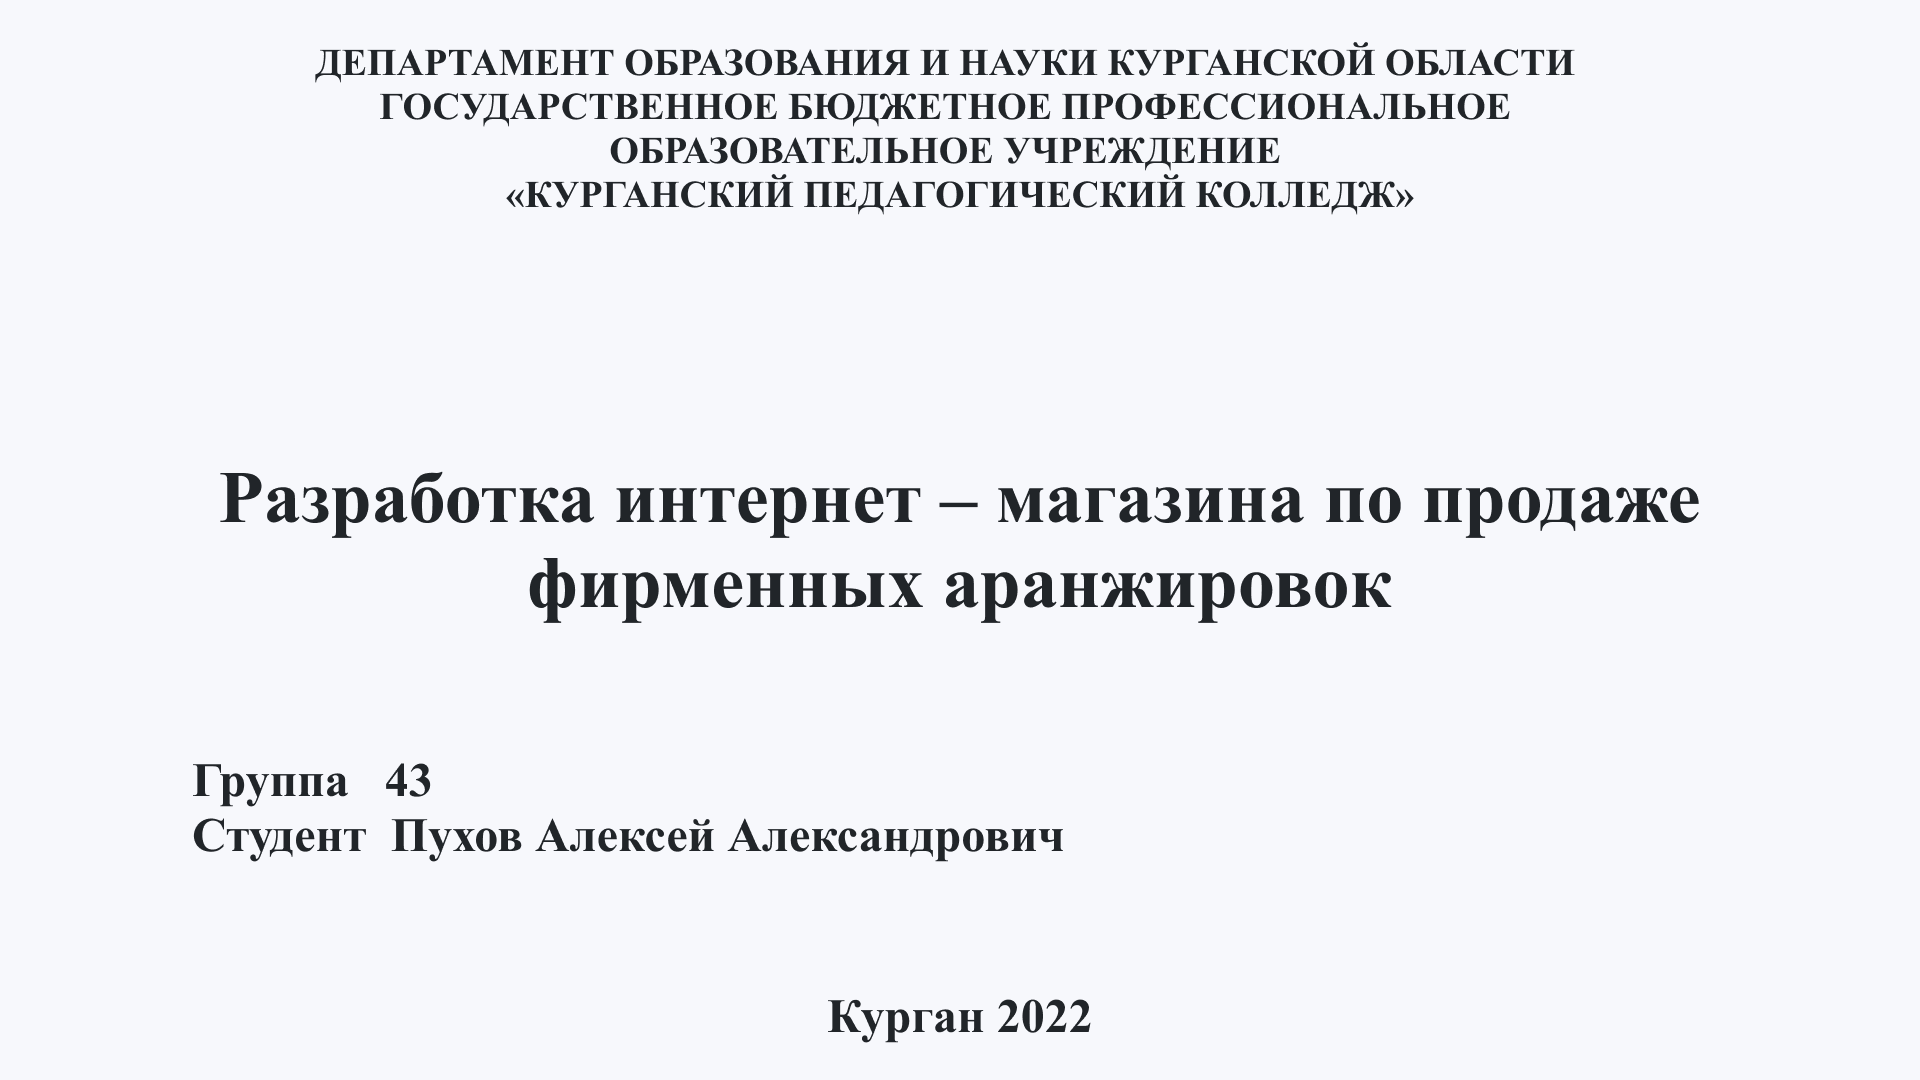 ДЕПАРТАМЕНТ ОБРАЗОВАНИЯ И НАУКИ КУРГАНСКОЙ ОБЛАСТИ
ГОСУДАРСТВЕННОЕ БЮДЖЕТНОЕ ПРОФЕССИОНАЛЬНОЕ
ОБРАЗОВАТЕЛЬНОЕ УЧРЕЖДЕНИЕ
«КУРГАНСКИЙ ПЕДАГОГИЧЕСКИЙ КОЛЛЕДЖ»
Разработка интернет – магазина по продаже
фирменных аранжировок
Группа 43
Студент Пухов Алексей Александрович
Курган 2022